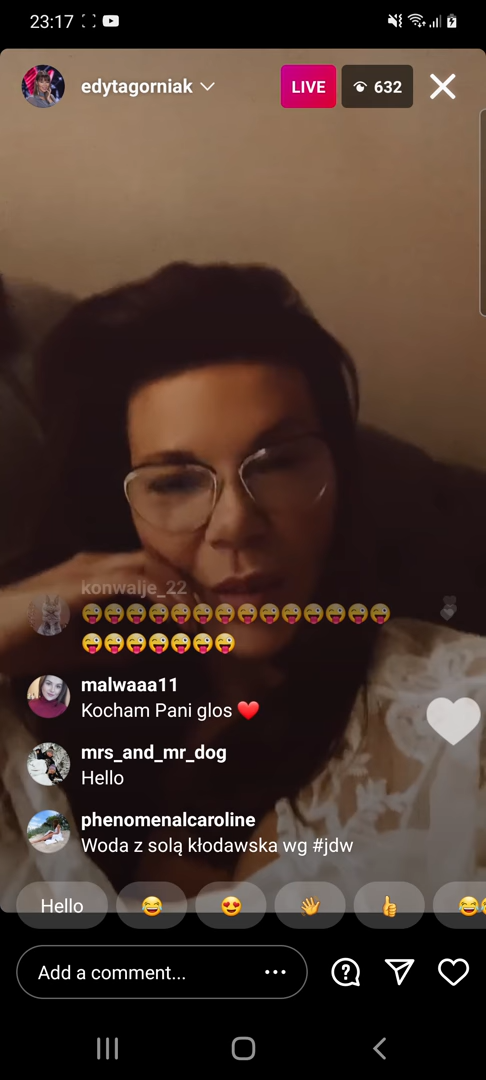 23:17
edytagorniak
LIVE
632
konwalje_22
😜😜😜😜😜😜😜😜😜😜😜😜😜😜
😜😜😜😜😜😜😜
malwaaa11
Kocham Pani glos ❤️
mrs_and_mr_dog
Hello
phenomenalcaroline
Woda z solą kłodawska wg #jdw
Hello 😂 😍 👋 👍 😂
Add a comment...